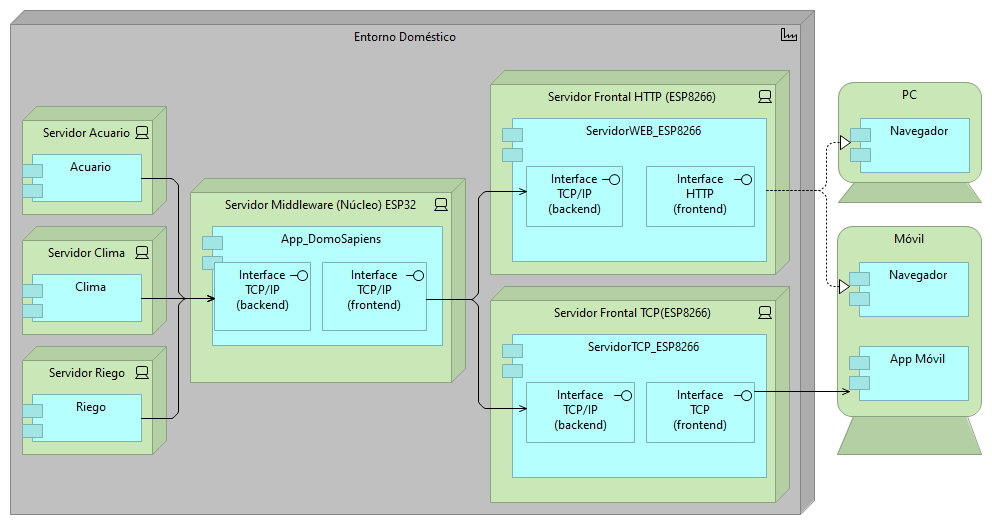 Entorno Doméstico
Servidor Acuario
Acuario
Servidor Clima
Clima
Servidor Riego
Riego
Servidor Middleware (Núcleo) ESP32
App_DomoSapiens
Interface
TCP/IP
(backend)
Interface
TCP/IP
(frontend)
Servidor Frontal HTTP (ESP8266)
ServidorWEB_ESP8266
Interface
TCP/IP
(backend)
Interface
HTTP
(frontend)
Servidor Frontal TCP(ESP8266)
ServidorTCP_ESP8266
Interface
TCP/IP
(backend)
Interface
TCP
(frontend)
PC
Navegador
Móvil
Navegador
App Móvil